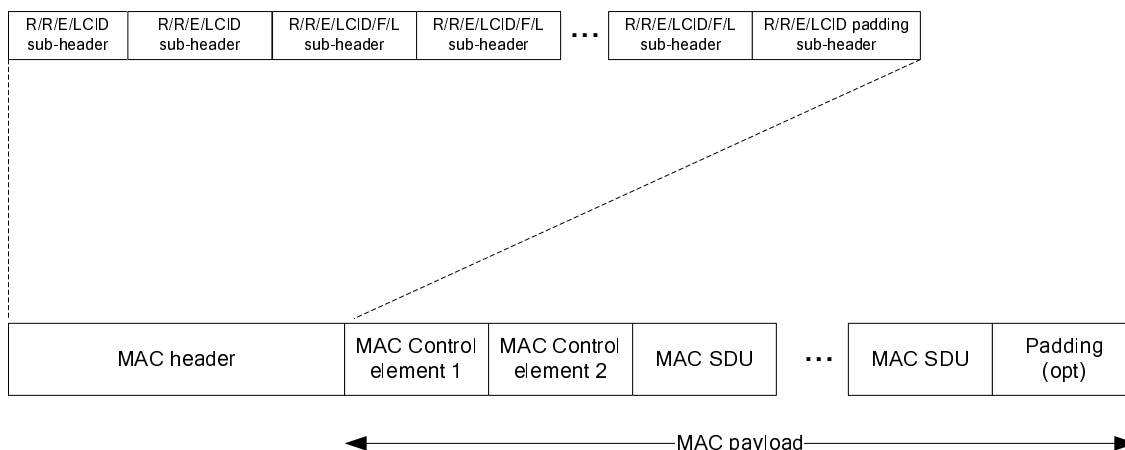 R/R/E/LCID
sub-header
R/R/E/LCID
sub-header
R/R/E/LCID/F/L
sub-header
R/R/E/LCID/F/L
sub-header
...
R/R/E/LCID/F/L
sub-header
R/R/E/LCID padding
sub-header
MAC header
MAC Control
element 1
MAC Control
element 2
MAC SDU
...
MAC SDU
Padding
(opt)
MAC payload